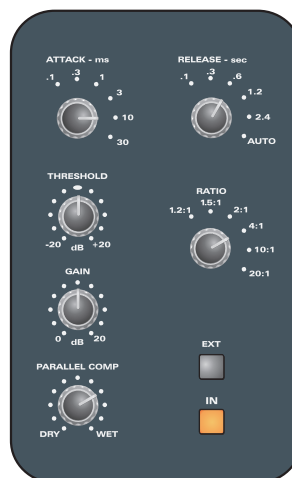 ATTACK - ms
.1 .3 1 3 10 30
RELEASE - sec
.1 .3 .6 1.2 2.4 AUTO
THRESHOLD
-20 dB +20
RATIO
1.2:1 1.5:1 2:1 4:1 10:1 20:1
GAIN
0 dB 20
EXT
PARALLEL COMP
DRY WET
IN